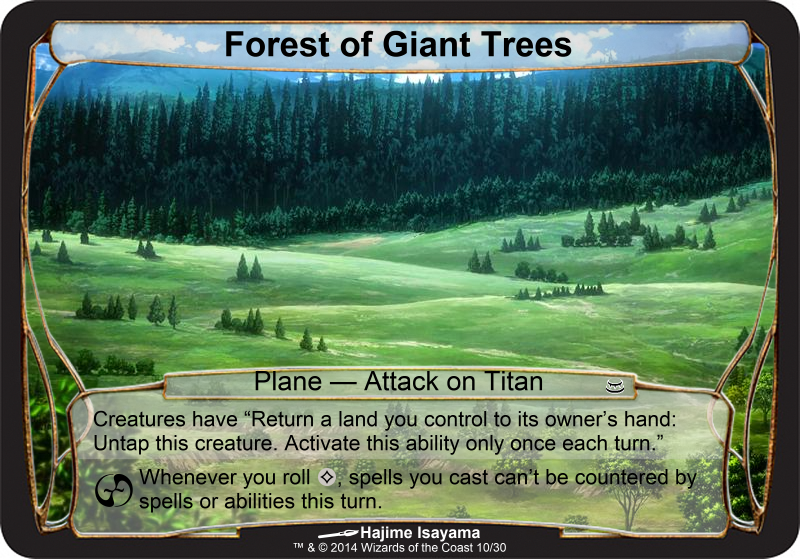 Forest of Giant Trees
Plane — Attack on Titan
Creatures have “Return a land you control to its owner’s hand:
Untap this creature. Activate this ability only once each turn.”
Whenever you roll , spells you cast can’t be countered by
spells or abilities this turn.
Hajime Isayama
™ & © 2014 Wizards of the Coast 10/30